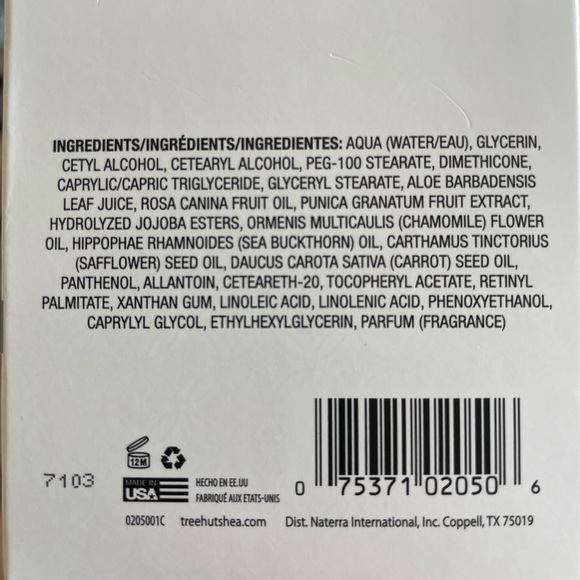 INGREDIENTS/INGRÉDIENTS/INGREDIENTES: AQUA (WATER/EAU), GLYCERIN,
CETYL ALCOHOL, CETEARYL ALCOHOL, PEG-100 STEARATE, DIMETHICONE,
CAPRYLIC/CAPRIC TRIGLYCERIDE, GLYCERYL STEARATE, ALOE BARBADENSIS
LEAF JUICE, ROSA CANINA FRUIT OIL, PUNICA GRANATUM FRUIT EXTRACT,
HYDROLYZED JOJOBA ESTERS, ORMENIS MULTICAULIS (CHAMOMILE) FLOWER
OIL, HIPPOPHAE RHAMNOIDES (SEA BUCKTHORN) OIL, CARTHAMUS TINCTORIUS
(SAFFLOWER) SEED OIL, DAUCUS CAROTA SATIVA (CARROT) SEED OIL,
PANTHENOL, ALLANTOIN, CETEARETH-20, TOCOPHERYL ACETATE, RETINYL
PALMITATE, XANTHAN GUM, LINOLEIC ACID, LINOLENIC ACID, PHENOXYETHANOL,
CAPRYLYL GLYCOL, ETHYLHEXYLGLYCERIN, PARFUM (FRAGRANCE)
12M
7103
MADE IN
USA
HECHO EN EE.UU
FABRIQUÉ AUX ETATS-UNIS
0 75371 02050 6
0205001C treehutshea.com Dist. Naterra International, Inc. Coppell, TX 75019